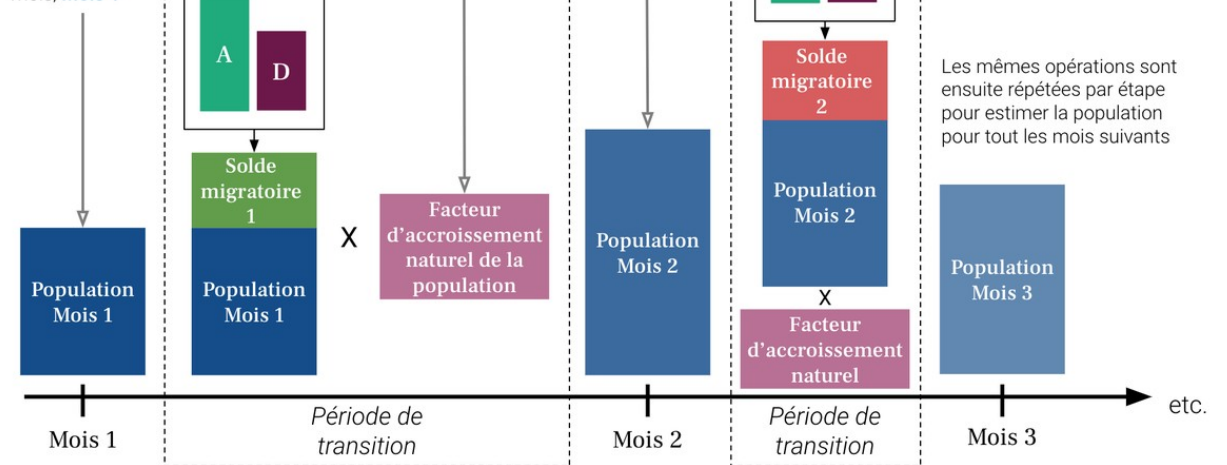 A
D
Solde
migratoire
1
Population
Mois 1
Population
Mois 1
X
Facteur
d'accroissement
naturel de la
population
Population
Mois 2
Solde
migratoire
2
Population
Mois 2
X
Facteur
d'accroissement
naturel
Les mêmes opérations sont
ensuite répétées par étape
pour estimer la population
pour tout les mois suivants
Population
Mois 3
etc.
Mois 1
Période de
transition
Mois 2
Période de
transition
Mois 3